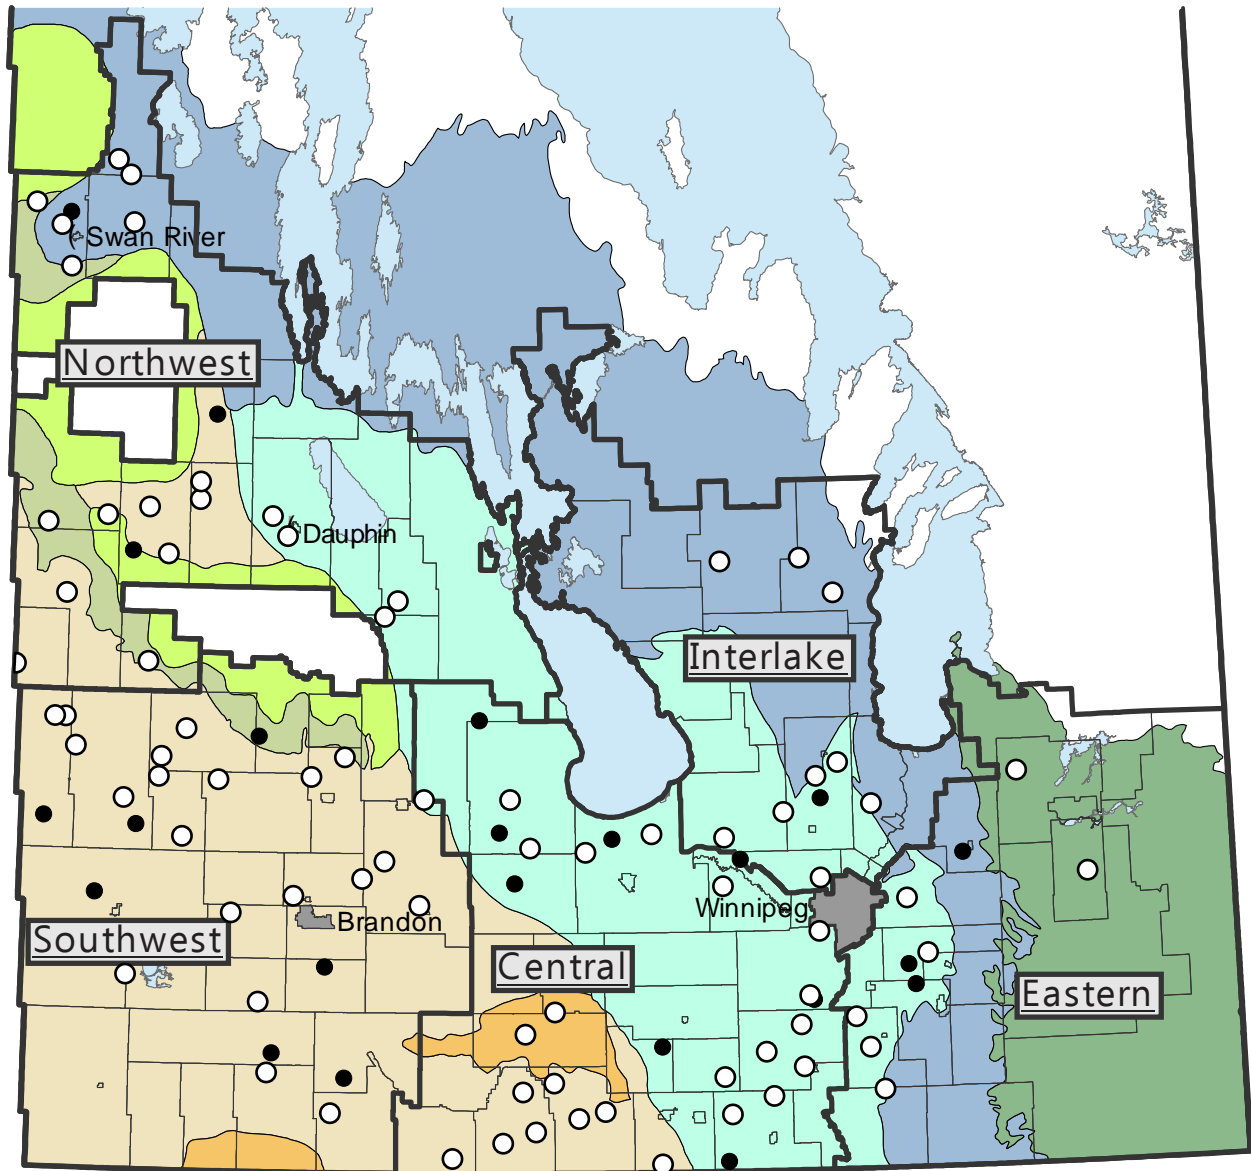 Swan River
Northwest
Dauphin
Interlake
Winnipeg
Brandon
Southwest
Central
Eastern